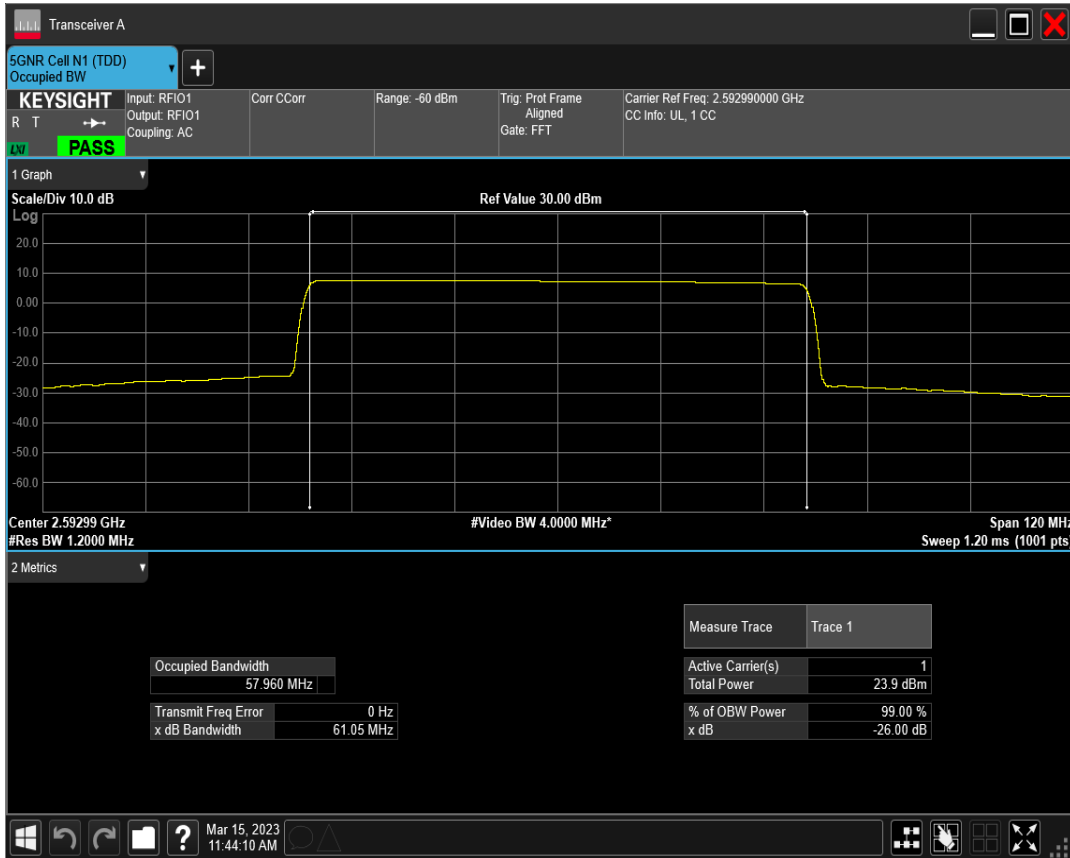 Transceiver A
5GNR Cell N1 (TDD)
Occupied BW
KEYSIGHT
R T
LXI
PASS
Input: RFIO1
Output: RFIO1
Coupling: AC
Corr CCorr
Range: -60 dBm
Trig: Prot Frame
Aligned
Gate: FFT
Carrier Ref Freq: 2.592990000 GHz
CC Info: UL, 1 CC
1 Graph
Scale/Div 10.0 dB
Ref Value 30.00 dBm
Log
20.0
10.0
0.00
-10.0
-20.0
-30.0
-40.0
-50.0
-60.0
Center 2.59299 GHz
#Video BW 4.0000 MHz*
Span 120 MHz
#Res BW 1.2000 MHz
Sweep 1.20 ms (1001 pts)
2 Metrics
Measure Trace Trace 1
Occupied Bandwidth
57.960 MHz
Transmit Freq Error 0 Hz
x dB Bandwidth 61.05 MHz
Active Carrier(s) 1
Total Power 23.9 dBm
% of OBW Power 99.00 %
x dB -26.00 dB
Mar 15, 2023
11:44:10 AM